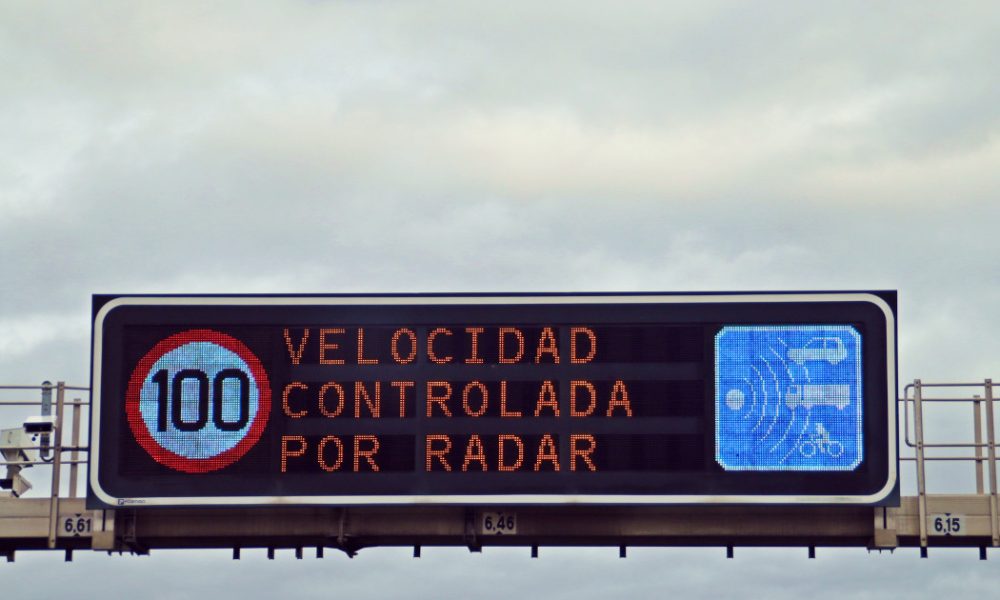 100
VELOCIDAD
CONTROLADA
POR RADAR
6,61
6,46
6,15